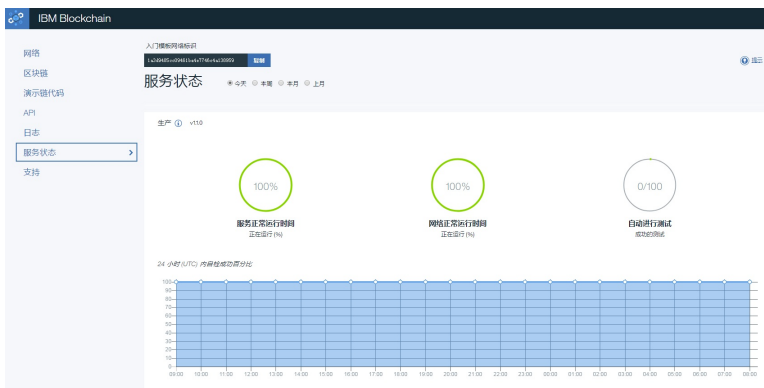 IBM Blockchain
网络
区块链
演示链代码
API
日志
服务状态
支持
入门模板网络标识
复制
提示
服务状态 今天 本周 本月 上月
生产 v1.1.0
100% 100% 0/100
服务正常运行时间 网络正常运行时间 自动进行测试
正在运行 (%) 正在运行 (%) 成功的测试
24 小时 (UTC) 内自检成功百分比
100
90
80
70
60
50
40
30
20
10
0
09:00 10:00 11:00 12:00 13:00 14:00 15:00 16:00 17:00 18:00 19:00 20:00 21:00 22:00 23:00 00:00 01:00 02:00 03:00 04:00 05:00 06:00 07:00 08:00